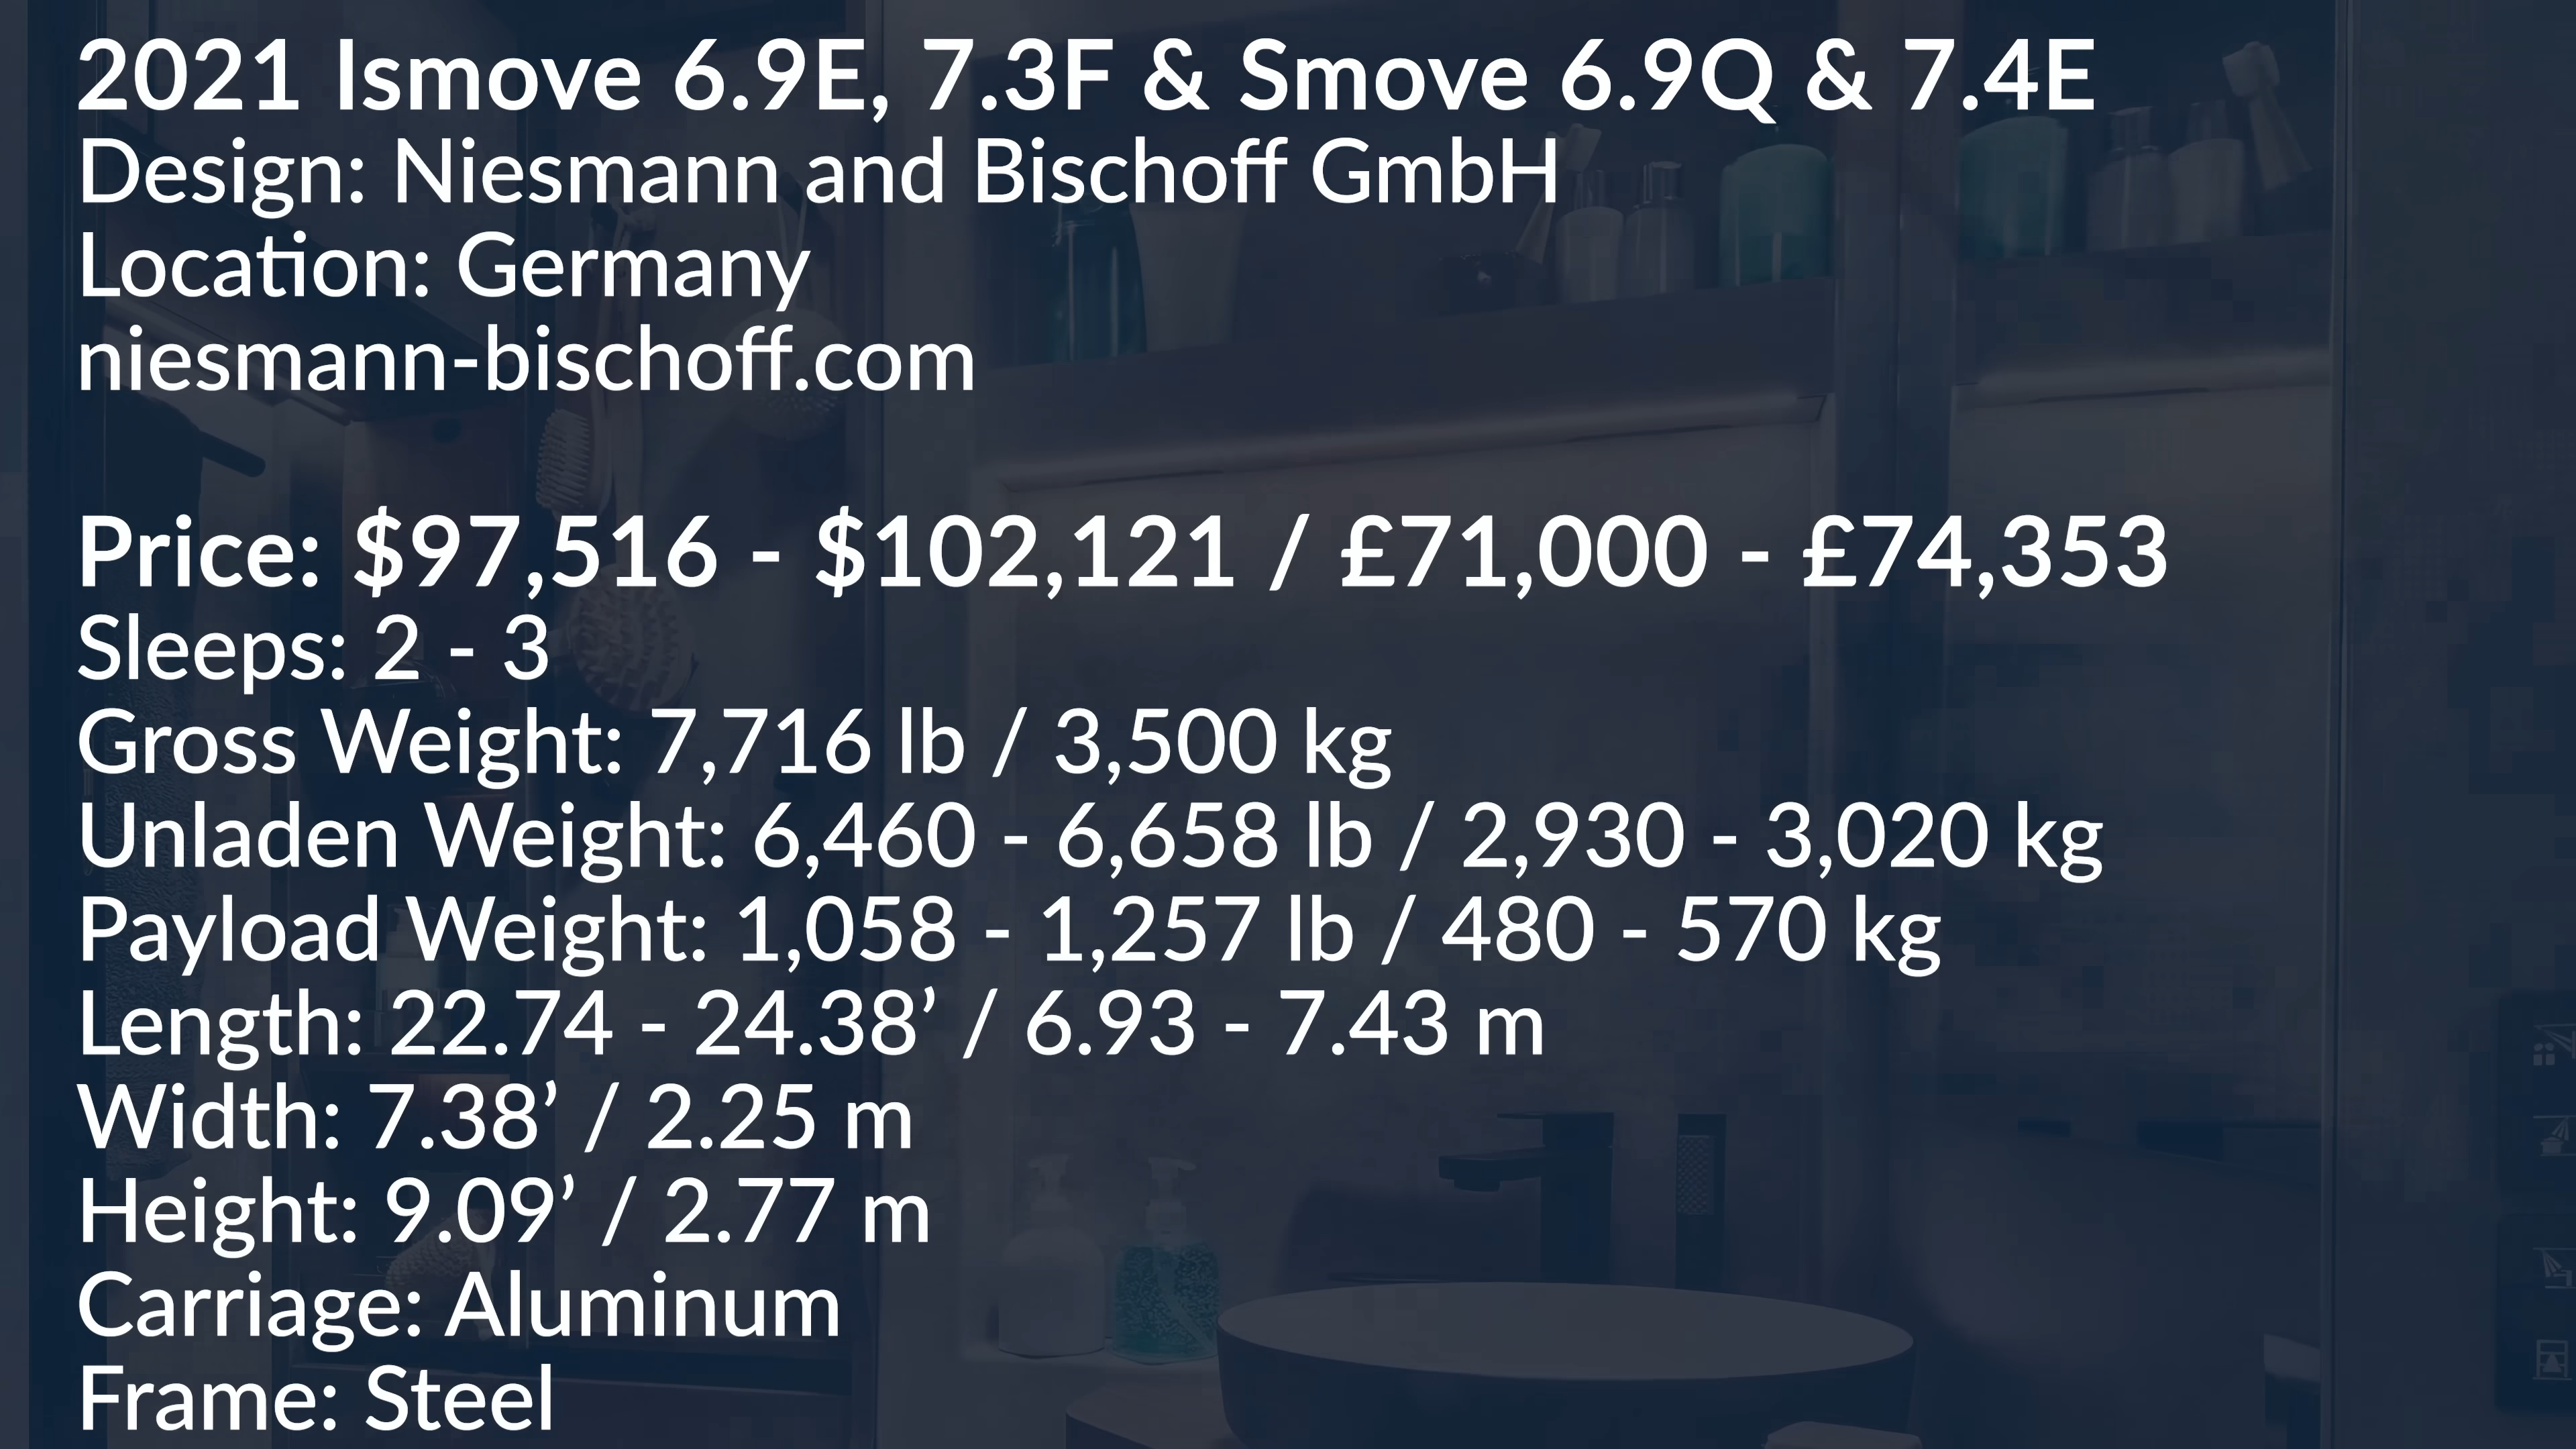 2021 Ismove 6.9E, 7.3F & Smove 6.9Q & 7.4E
Design: Niesmann and Bischoff GmbH
Location: Germany
niesmann-bischoff.com
Price: $97,516 - $102,121 / £71,000 - £74,353
Sleeps: 2 - 3
Gross Weight: 7,716 lb / 3,500 kg
Unladen Weight: 6,460 - 6,658 lb / 2,930 - 3,020 kg
Payload Weight: 1,058 - 1,257 lb / 480 - 570 kg
Length: 22.74 - 24.38’ / 6.93 - 7.43 m
Width: 7.38’ / 2.25 m
Height: 9.09’ / 2.77 m
Carriage: Aluminum
Frame: Steel